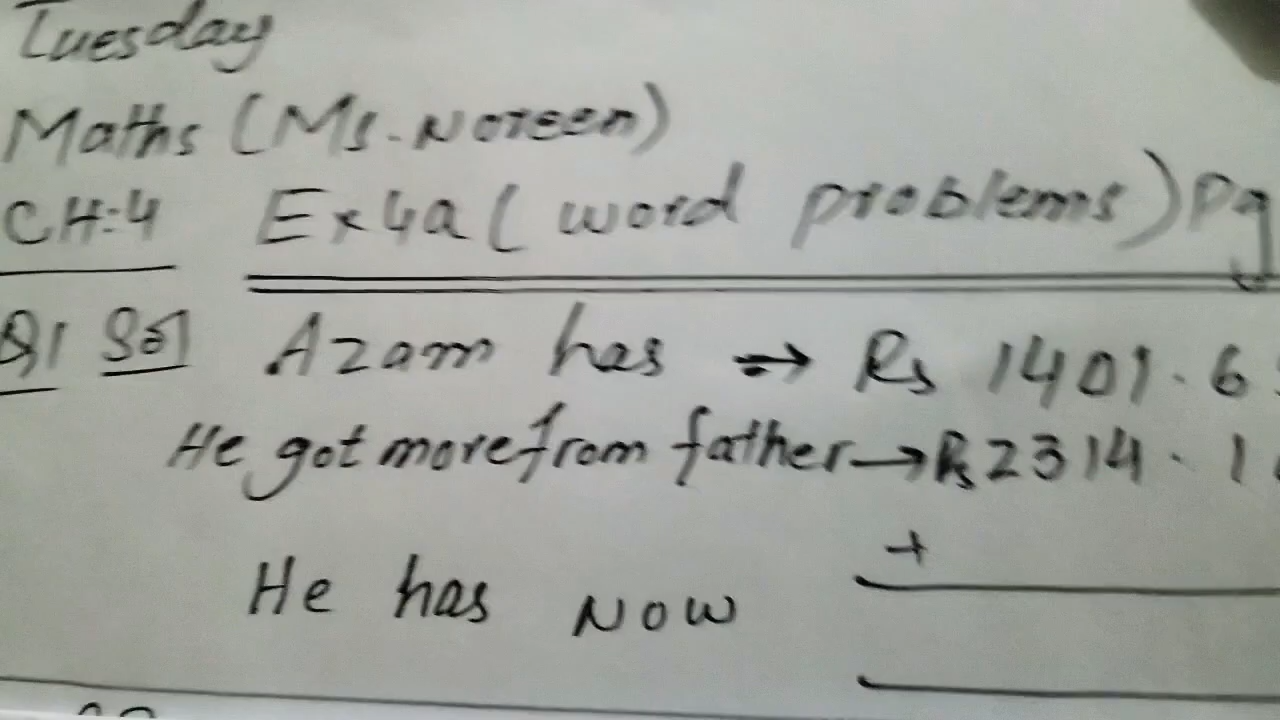 Tuesday
Maths (Ms. Noreen)
CH:4 Ex4a (word problems) Pg
Q1 Sol Azam has → Rs 1401.6
He got more from father → Rs 2314.1
+
He has Now